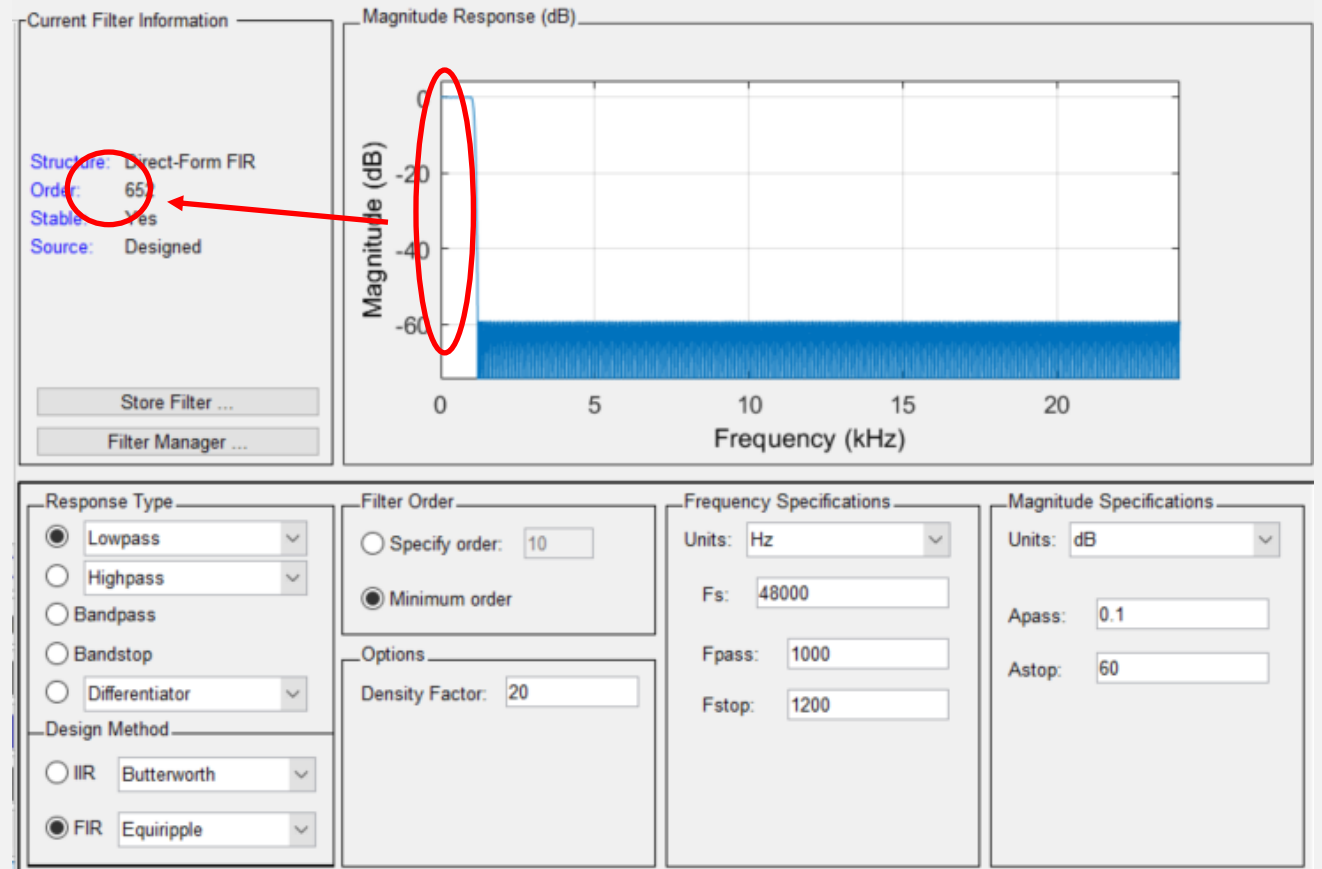 Current Filter Information
Structure: Direct-Form FIR
Order: 652
Stable: Yes
Source: Designed
Store Filter ...
Filter Manager ...
Magnitude Response (dB)
0
-20
-40
-60
Magnitude (dB)
0 5 10 15 20
Frequency (kHz)
Response Type
Lowpass
Highpass
Bandpass
Bandstop
Differentiator
Design Method
IIR Butterworth
FIR Equiripple
Filter Order
Specify order: 10
Minimum order
Options
Density Factor: 20
Frequency Specifications
Units: Hz
Fs: 48000
Fpass: 1000
Fstop: 1200
Magnitude Specifications
Units: dB
Apass: 0.1
Astop: 60